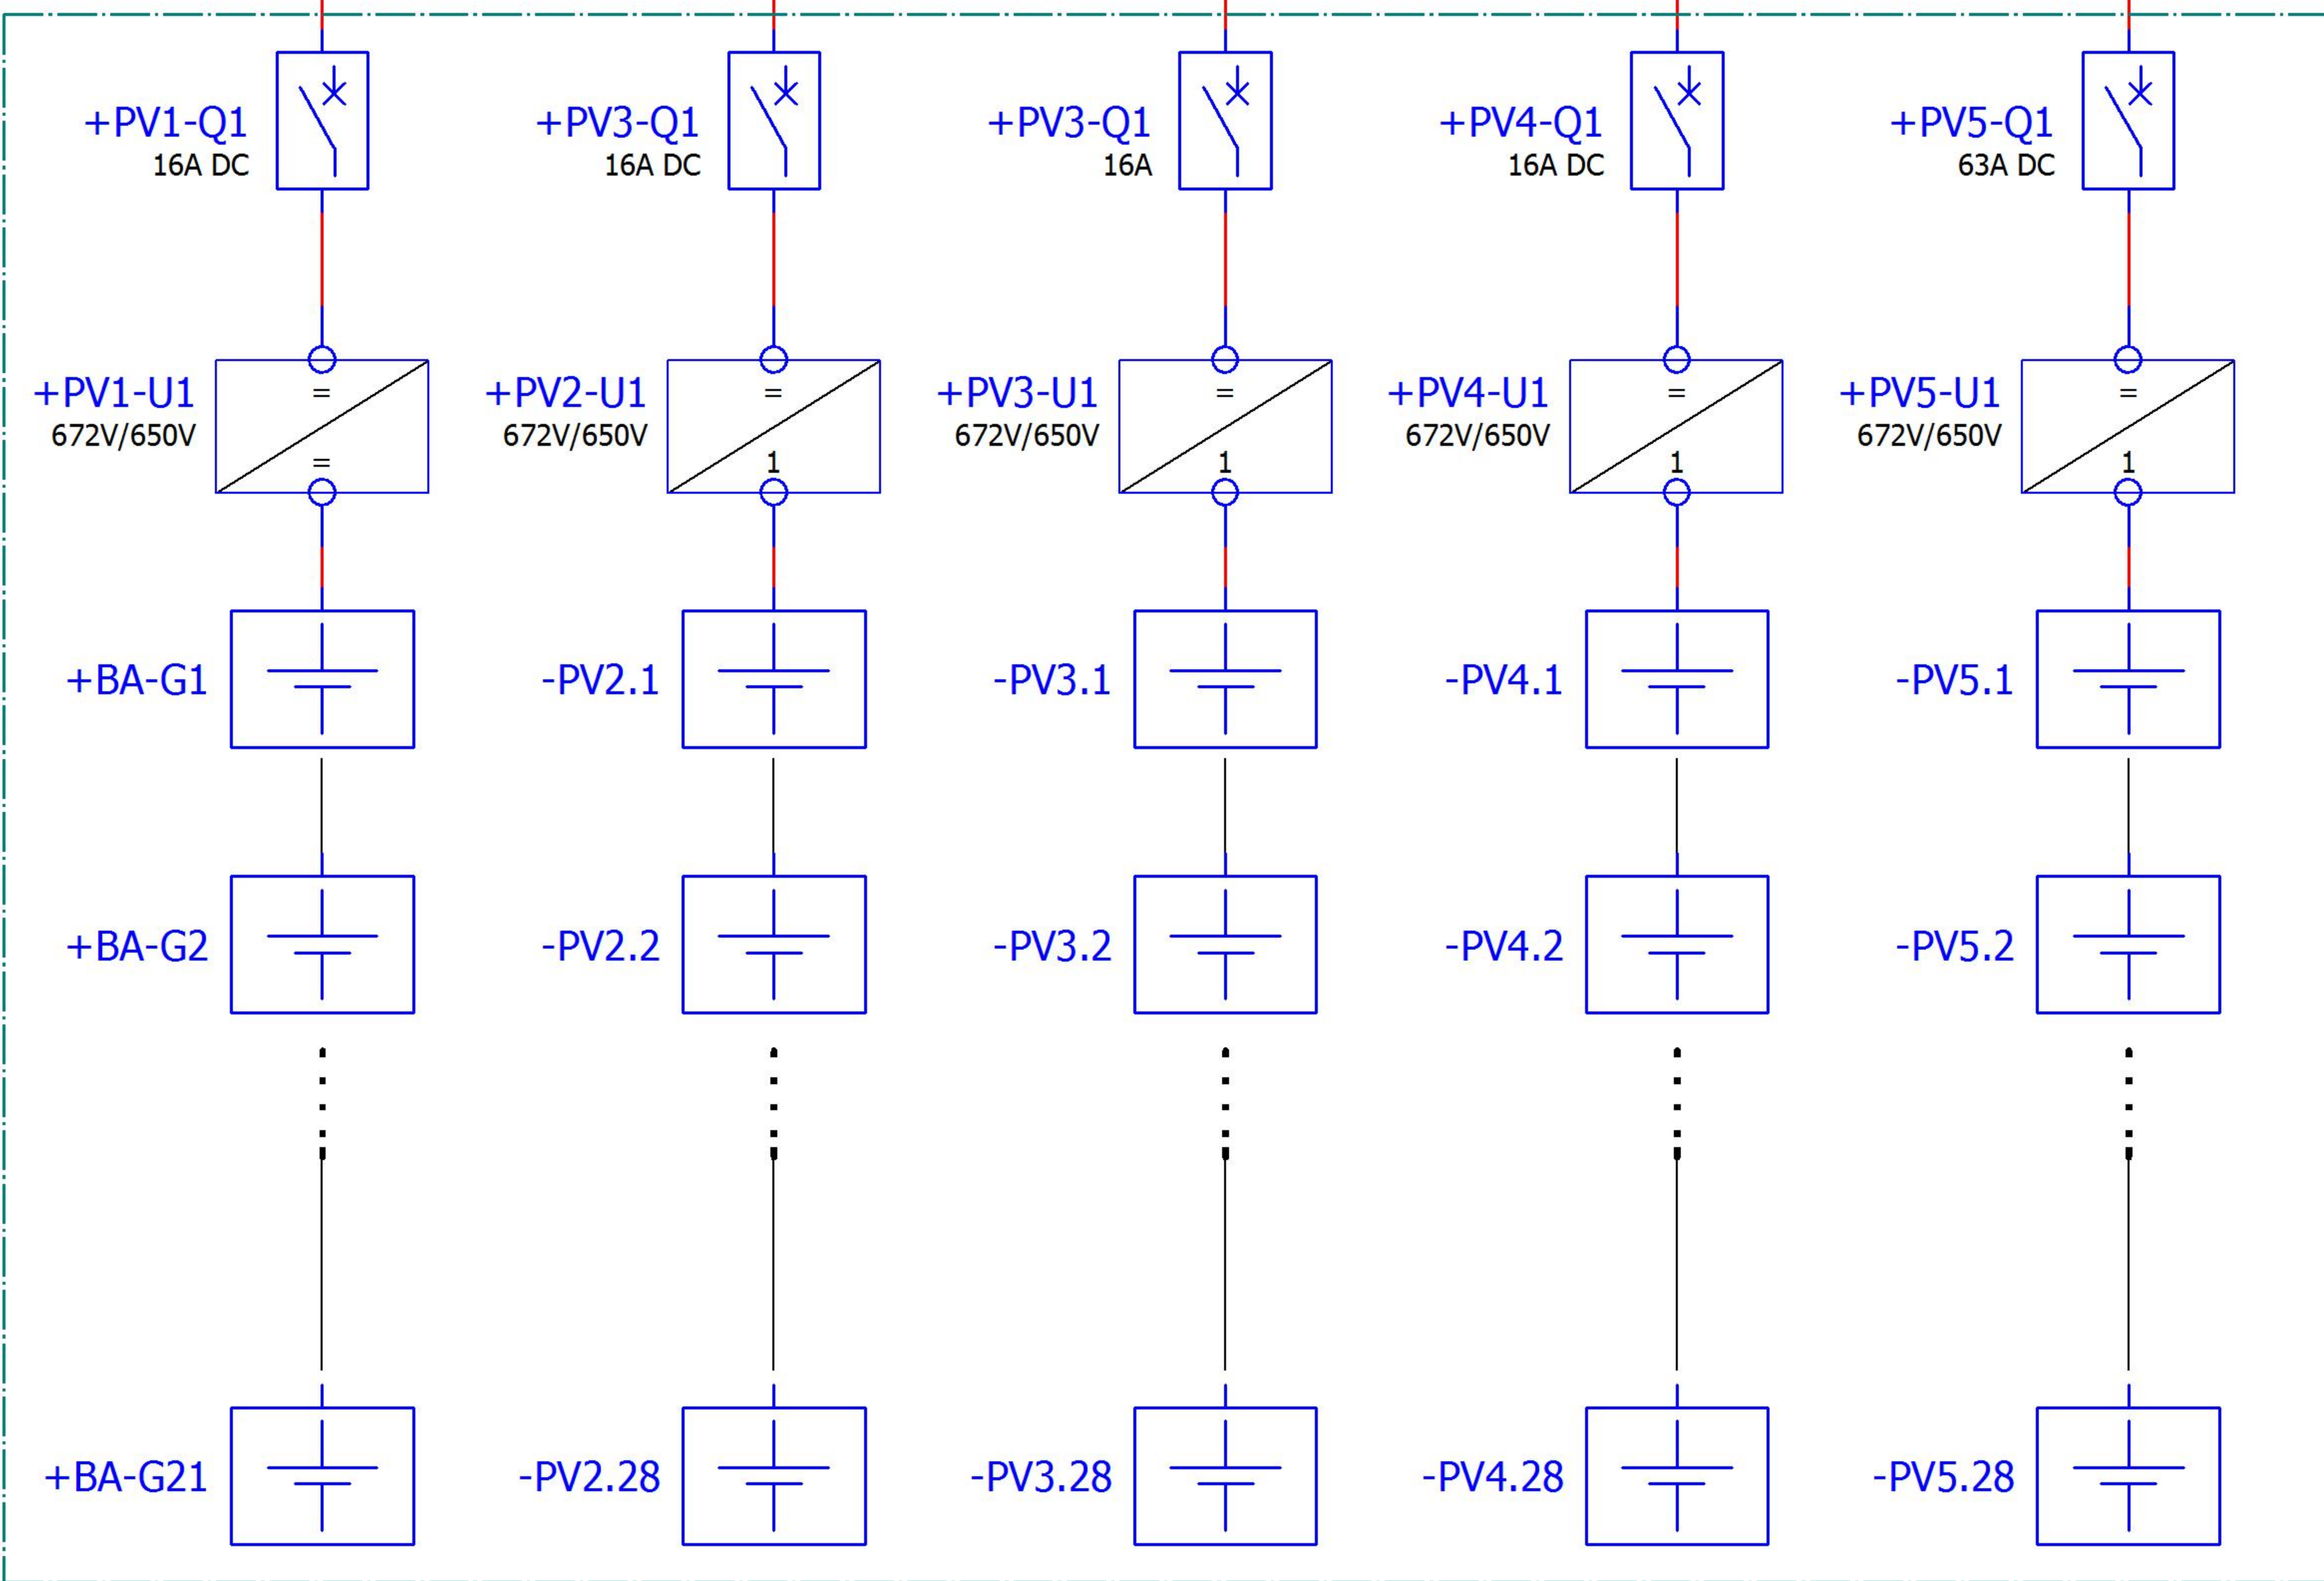 +PV1-Q1
16A DC
+PV3-Q1
16A DC
+PV3-Q1
16A
+PV4-Q1
16A DC
+PV5-Q1
63A DC
+PV1-U1
672V/650V
=
=
+PV2-U1
672V/650V
=
1
+PV3-U1
672V/650V
=
1
+PV4-U1
672V/650V
=
1
+PV5-U1
672V/650V
=
1
+BA-G1
-PV2.1
-PV3.1
-PV4.1
-PV5.1
+BA-G2
-PV2.2
-PV3.2
-PV4.2
-PV5.2
+BA-G21
-PV2.28
-PV3.28
-PV4.28
-PV5.28